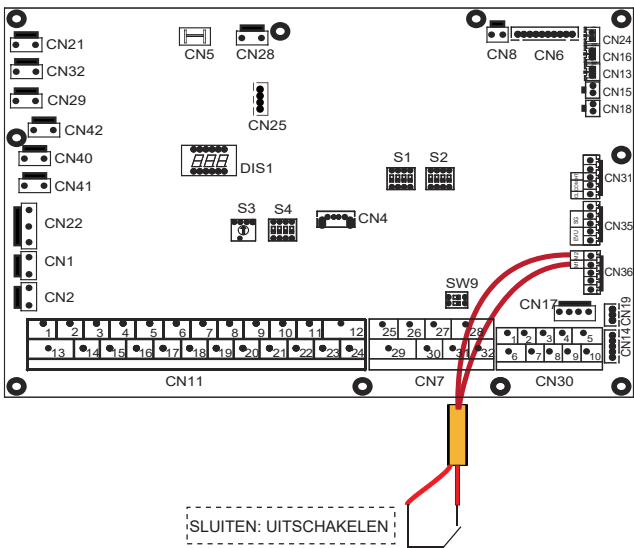 CN21
CN5
CN28
CN8
CN6
CN24
CN16
CN13
CN15
CN18
CN32
CN29
CN42
CN25
CN40
CN41
DIS1
S1 S2
CN31
CN22
S3 S4
CN4
SG
EVU
CN35
CN1
M1 M2
CN36
CN2
SW9
CN17
CN19
CN14
1 2 3 4 5 6 7 8 9 10 11 12
13 14 15 16 17 18 19 20 21 22 23 24
CN11
25 26 27 28
29 30 31 32
CN7
1 2 3 4 5
6 7 8 9 10
CN30
SLUITEN: UITSCHAKELEN